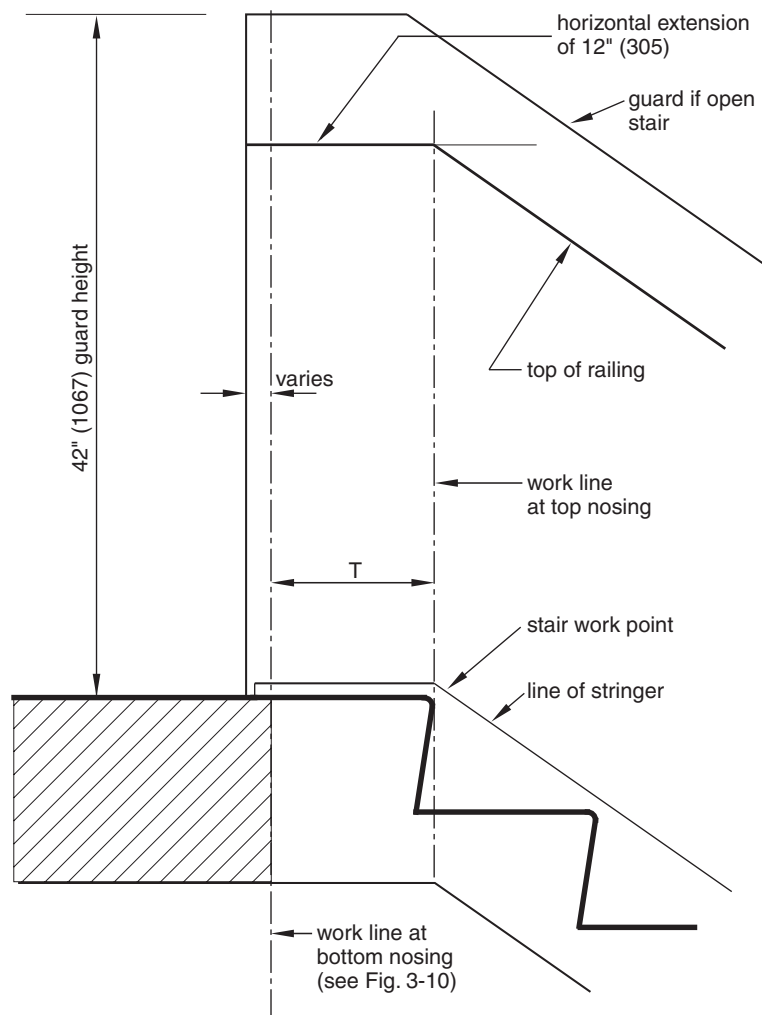 horizontal extension
of 12" (305)
guard if open
stair
42" (1067) guard height
top of railing
varies
work line
at top nosing
T
stair work point
line of stringer
work line at
bottom nosing
(see Fig. 3-10)